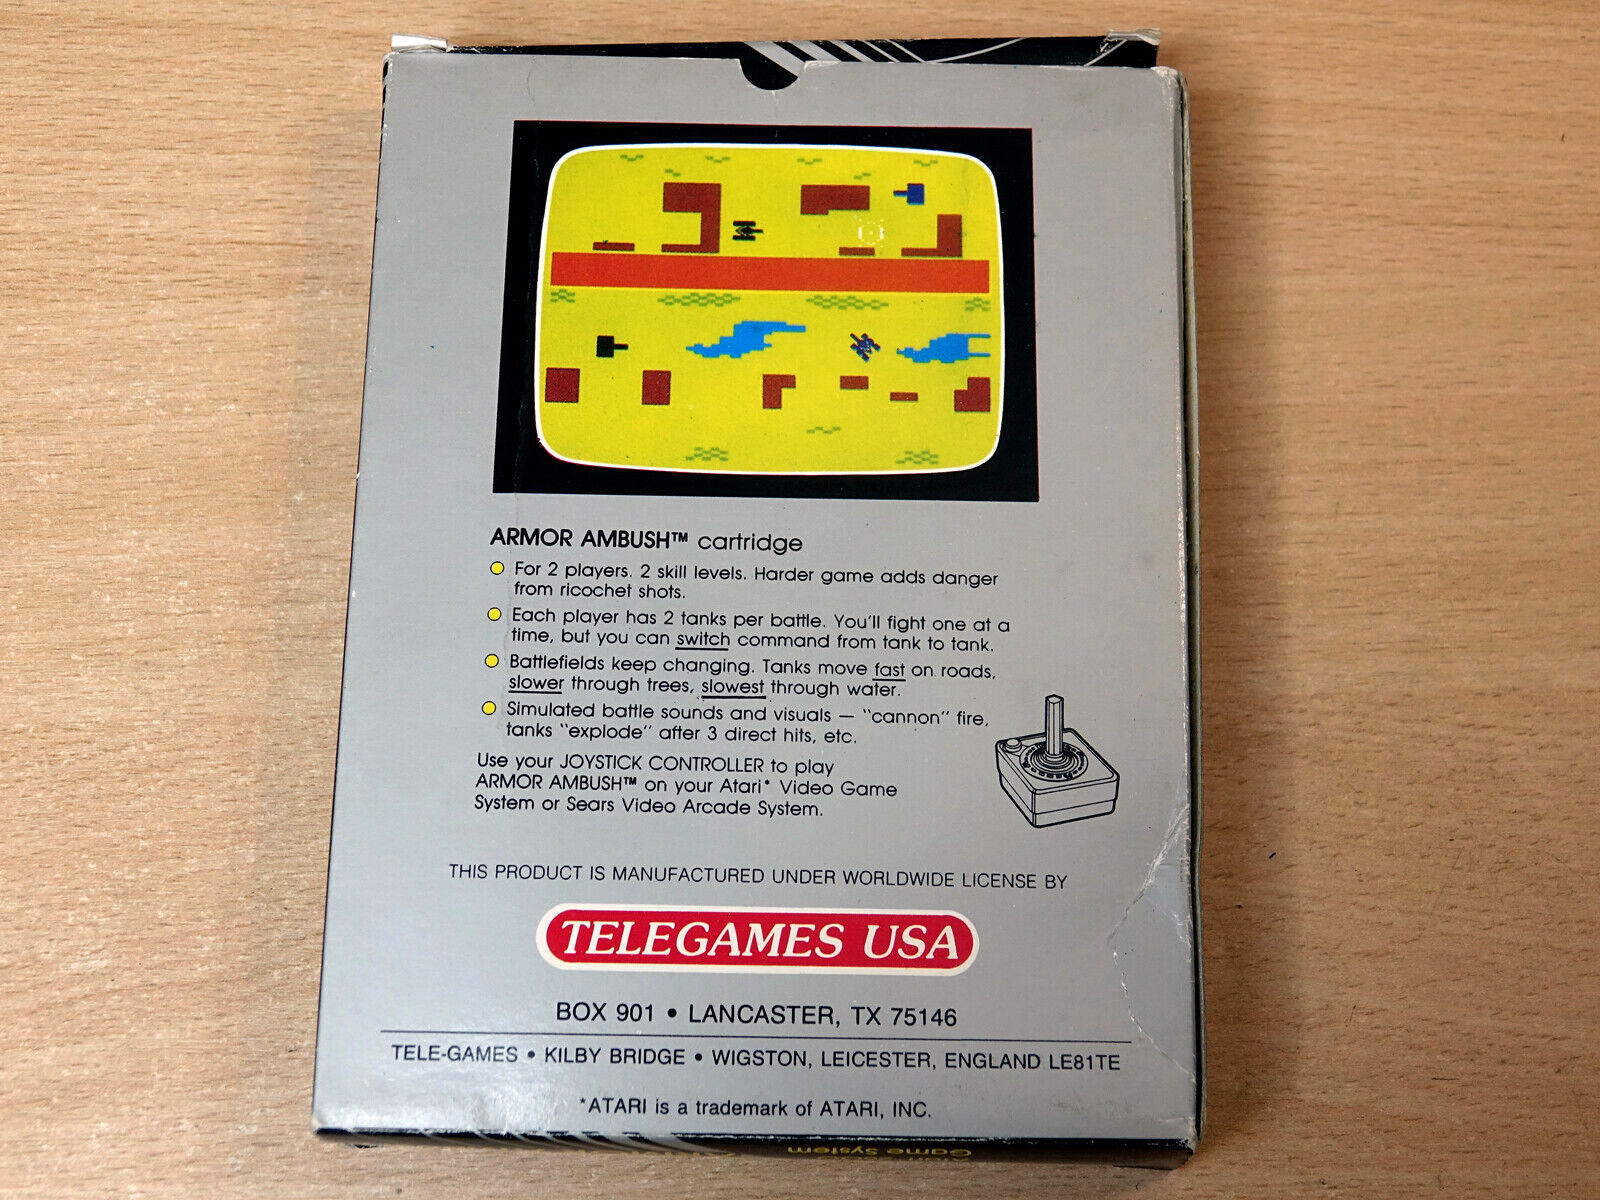 ARMOR AMBUSH™ cartridge
For 2 players. 2 skill levels. Harder game adds danger
from ricochet shots.
Each player has 2 tanks per battle. You'll fight one at a
time, but you can switch command from tank to tank.
Battlefields keep changing. Tanks move fast on roads,
slower through trees, slowest through water.
Simulated battle sounds and visuals — "cannon" fire,
tanks "explode" after 3 direct hits, etc.
Use your JOYSTICK CONTROLLER to play
ARMOR AMBUSH™ on your Atari* Video Game
System or Sears Video Arcade System.
THIS PRODUCT IS MANUFACTURED UNDER WORLDWIDE LICENSE BY
TELEGAMES USA
BOX 901 • LANCASTER, TX 75146
TELE-GAMES • KILBY BRIDGE • WIGSTON, LEICESTER, ENGLAND LE81TE
*ATARI is a trademark of ATARI, INC.
Game System